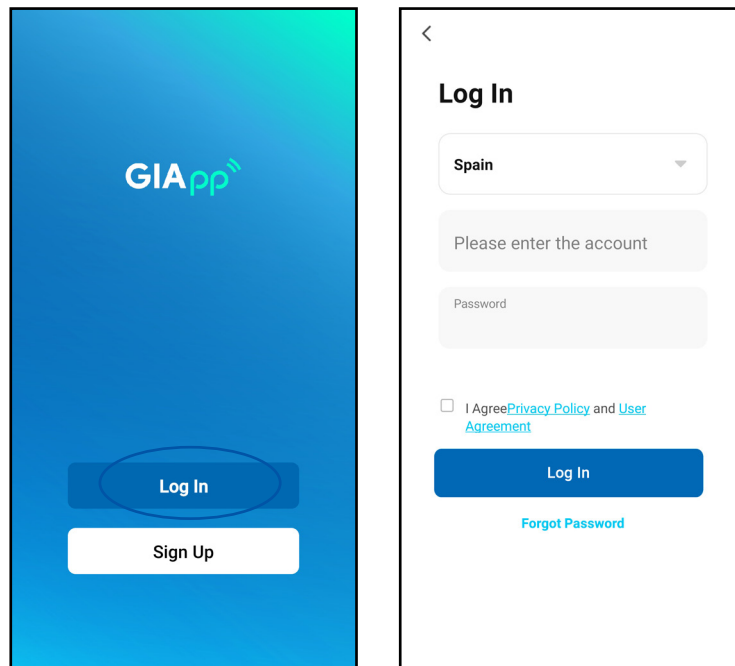 GIApp
Log In
Sign Up
Log In
Spain
Please enter the account
Password
I AgreePrivacy Policy and User
Agreement
Log In
Forgot Password